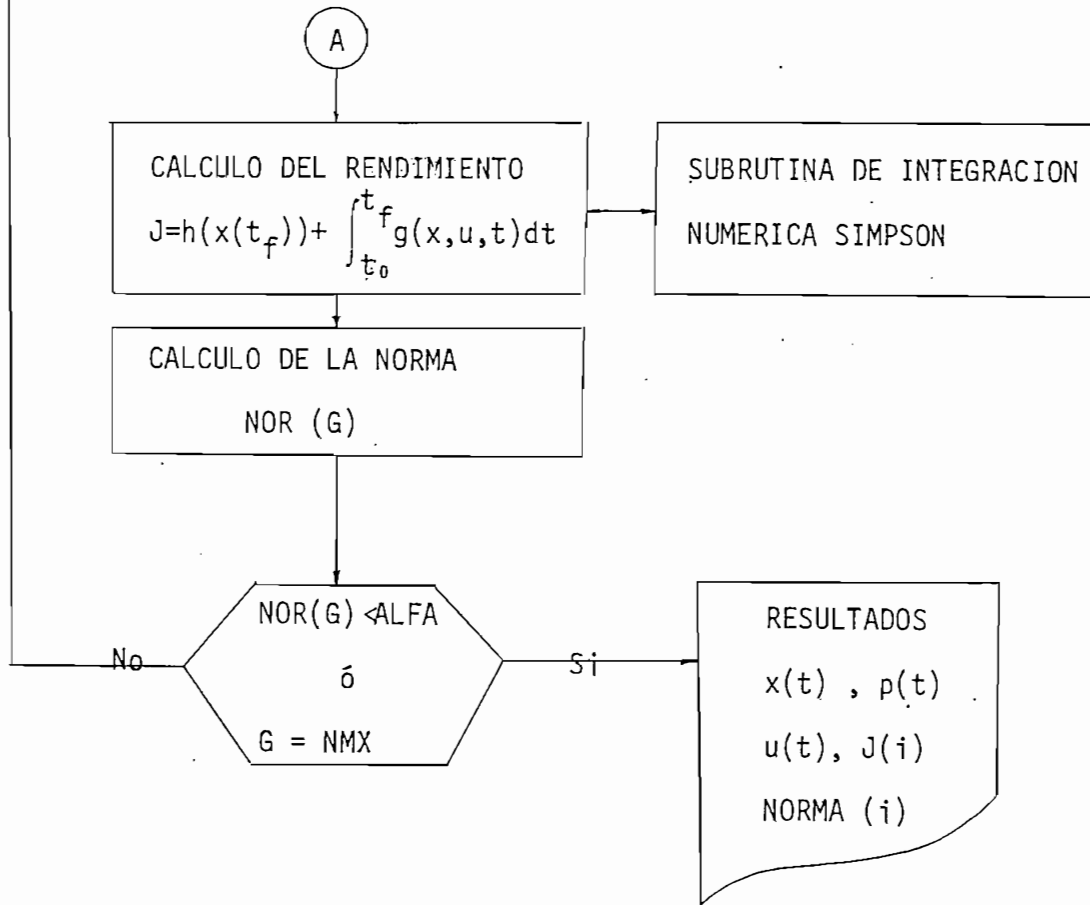 A
CALCULO DEL RENDIMIENTO
J=h(x(t_f))+ ∫_{t_0}^{t_f} g(x,u,t)dt
SUBRUTINA DE INTEGRACION
NUMERICA SIMPSON
CALCULO DE LA NORMA
NOR (G)
NOR(G) <ALFA
ó
G = NMX
No
Si
RESULTADOS
x(t) , p(t)
u(t), J(i)
NORMA (i)